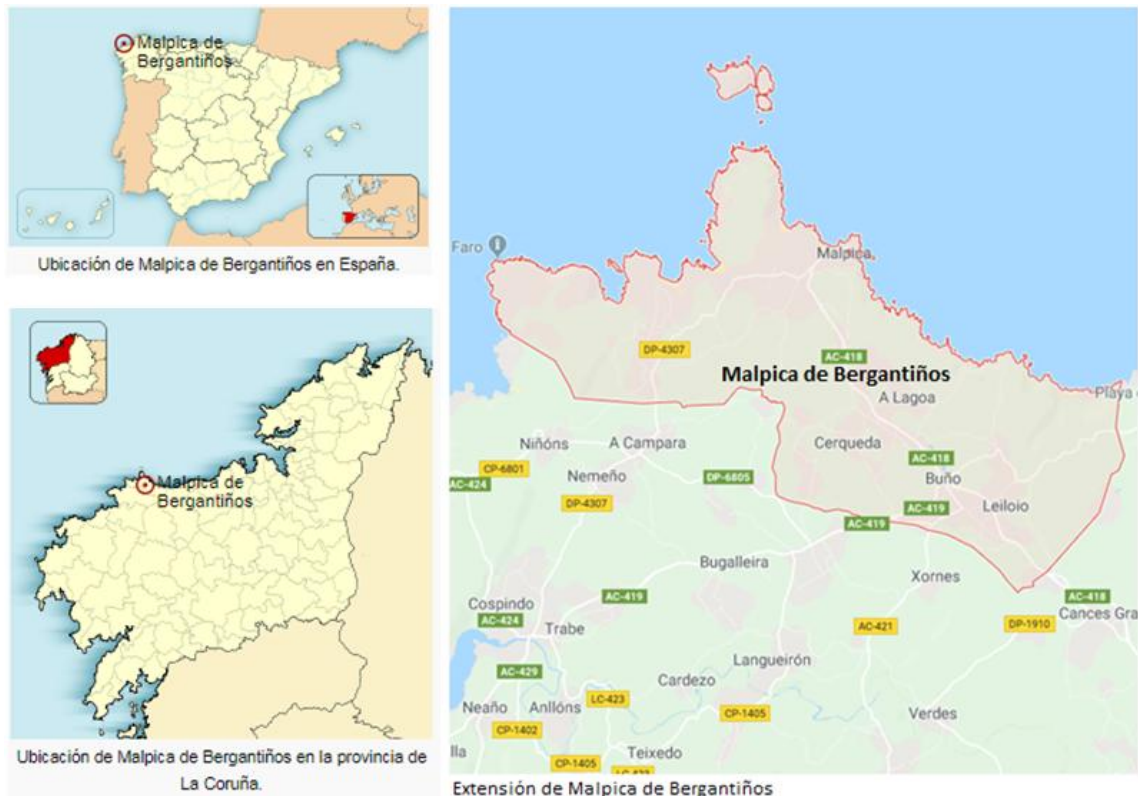 Malpica de
Bergantiños
Ubicación de Malpica de Bergantiños en España.
Malpica de
Bergantiños
Ubicación de Malpica de Bergantiños en la provincia de
La Coruña.
Faro
Malpica
DP-4307
AC-418
Malpica de Bergantiños
A Lagoa
Playa
Niñóns
A Campara
Cerqueda
CP-6801
AC-424
Nemeño
DP-6805
AC-418
Buño
DP-4307
AC-419
Leiloio
AC-419
Bugalleira
Xornes
Cospindo
AC-419
AC-418
AC-424
Trabe
AC-421
DP-1910
Cances Gra
AC-429
Langueirón
Cardezo
LC-423
Neaño
Anllóns
CP-1405
Verdes
CP-1402
lla
Teixedo
CP-1405
Extensión de Malpica de Bergantiños